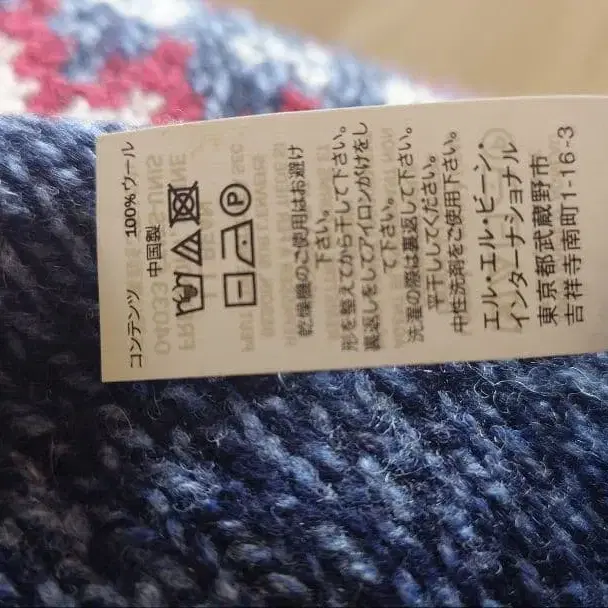 コンテンツ 100%ウール
中国製
P
乾燥機のご使用はお避け
下さい。
形を整えてから干して下さい。
裏返しをしてアイロンがけをし
て下さい。
洗濯の際は裏返して下さい。
平干ししてください。
中性洗剤をご使用下さい。
エル・エル・ビーン・
インターナショナル
東京都武蔵野市
吉祥寺南町1-16-3